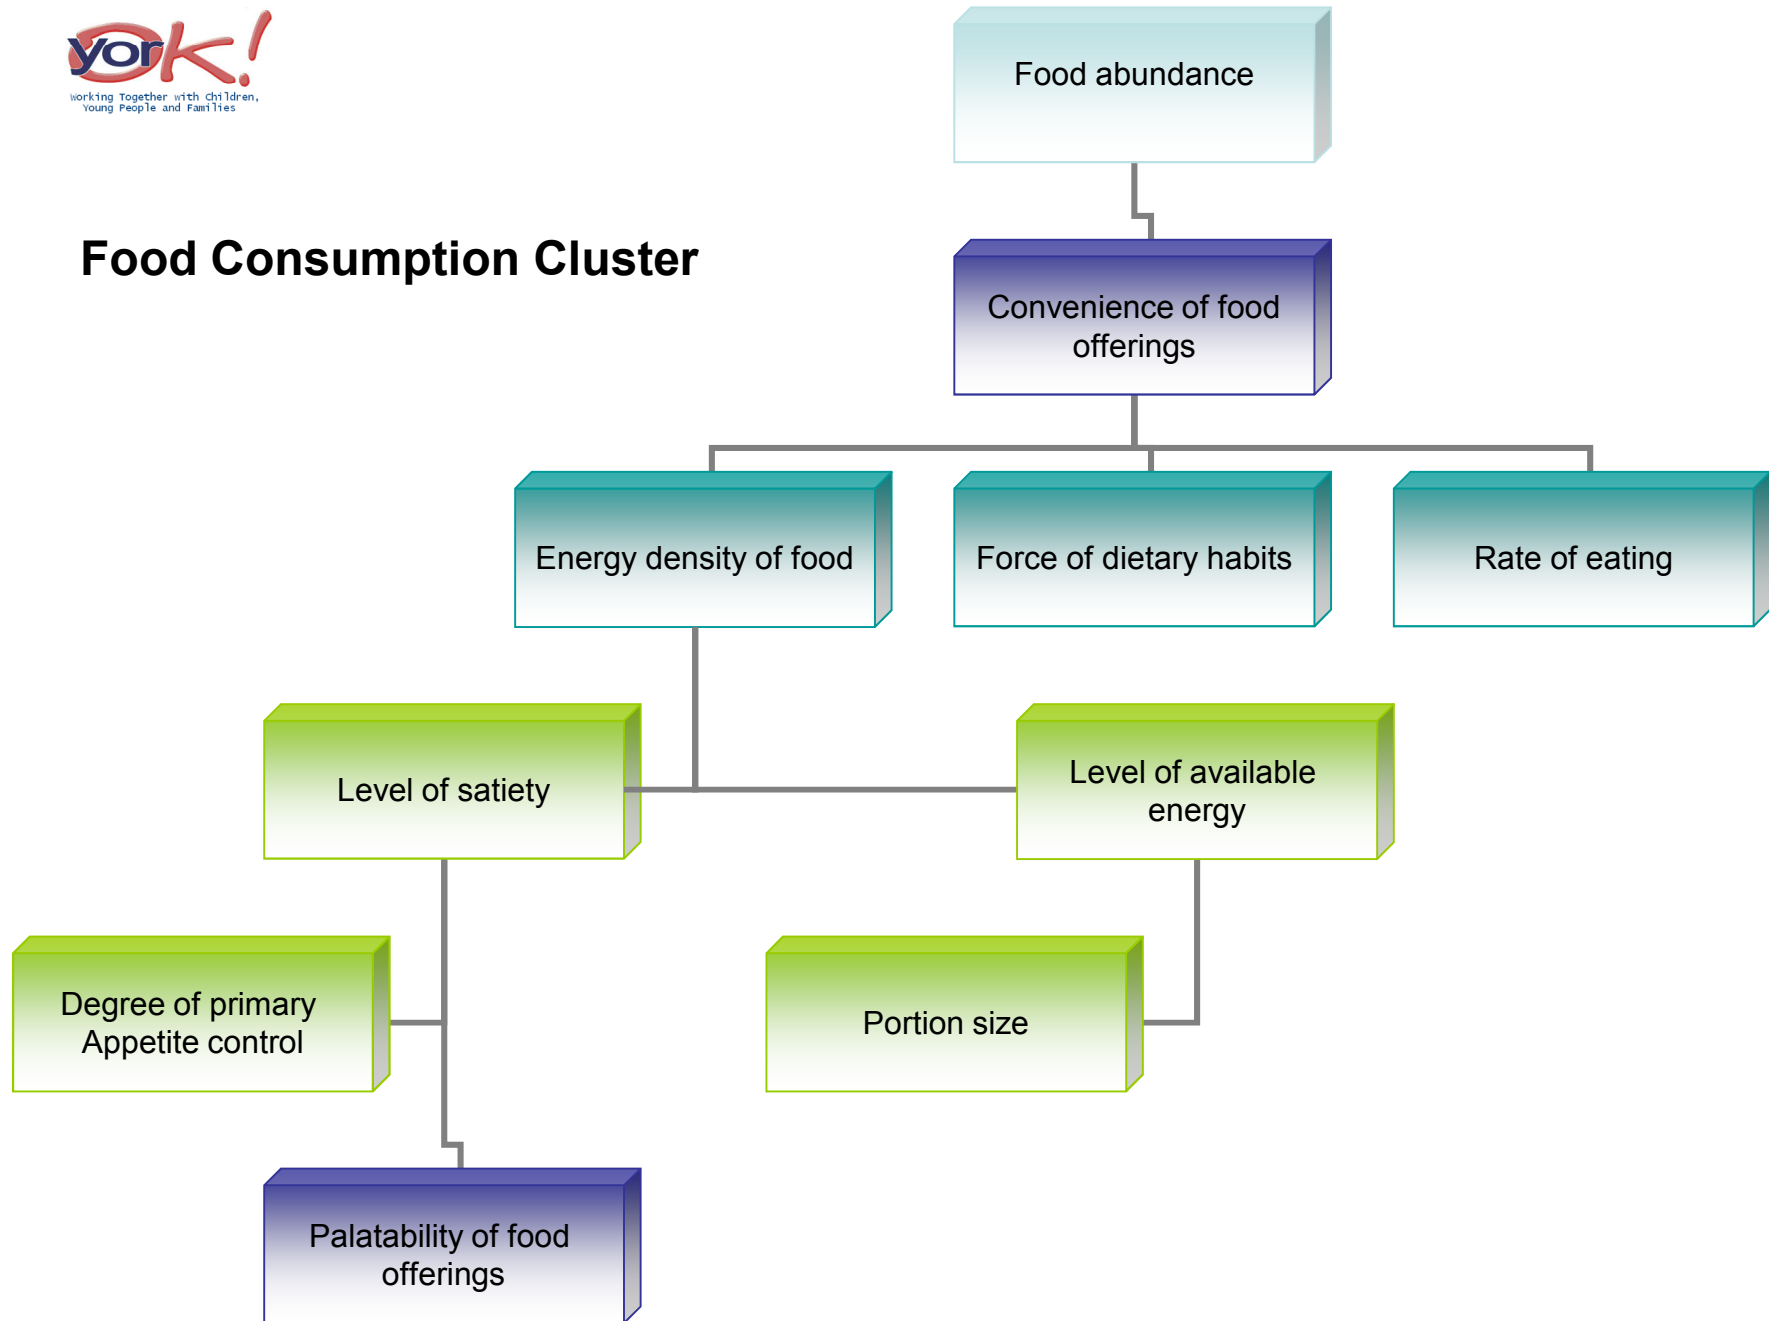 yorK!
Working Together with Children,
Young People and Families
Food abundance
Food Consumption Cluster
Convenience of food
offerings
Energy density of food
Force of dietary habits
Rate of eating
Level of satiety
Level of available
energy
Degree of primary
Appetite control
Portion size
Palatability of food
offerings